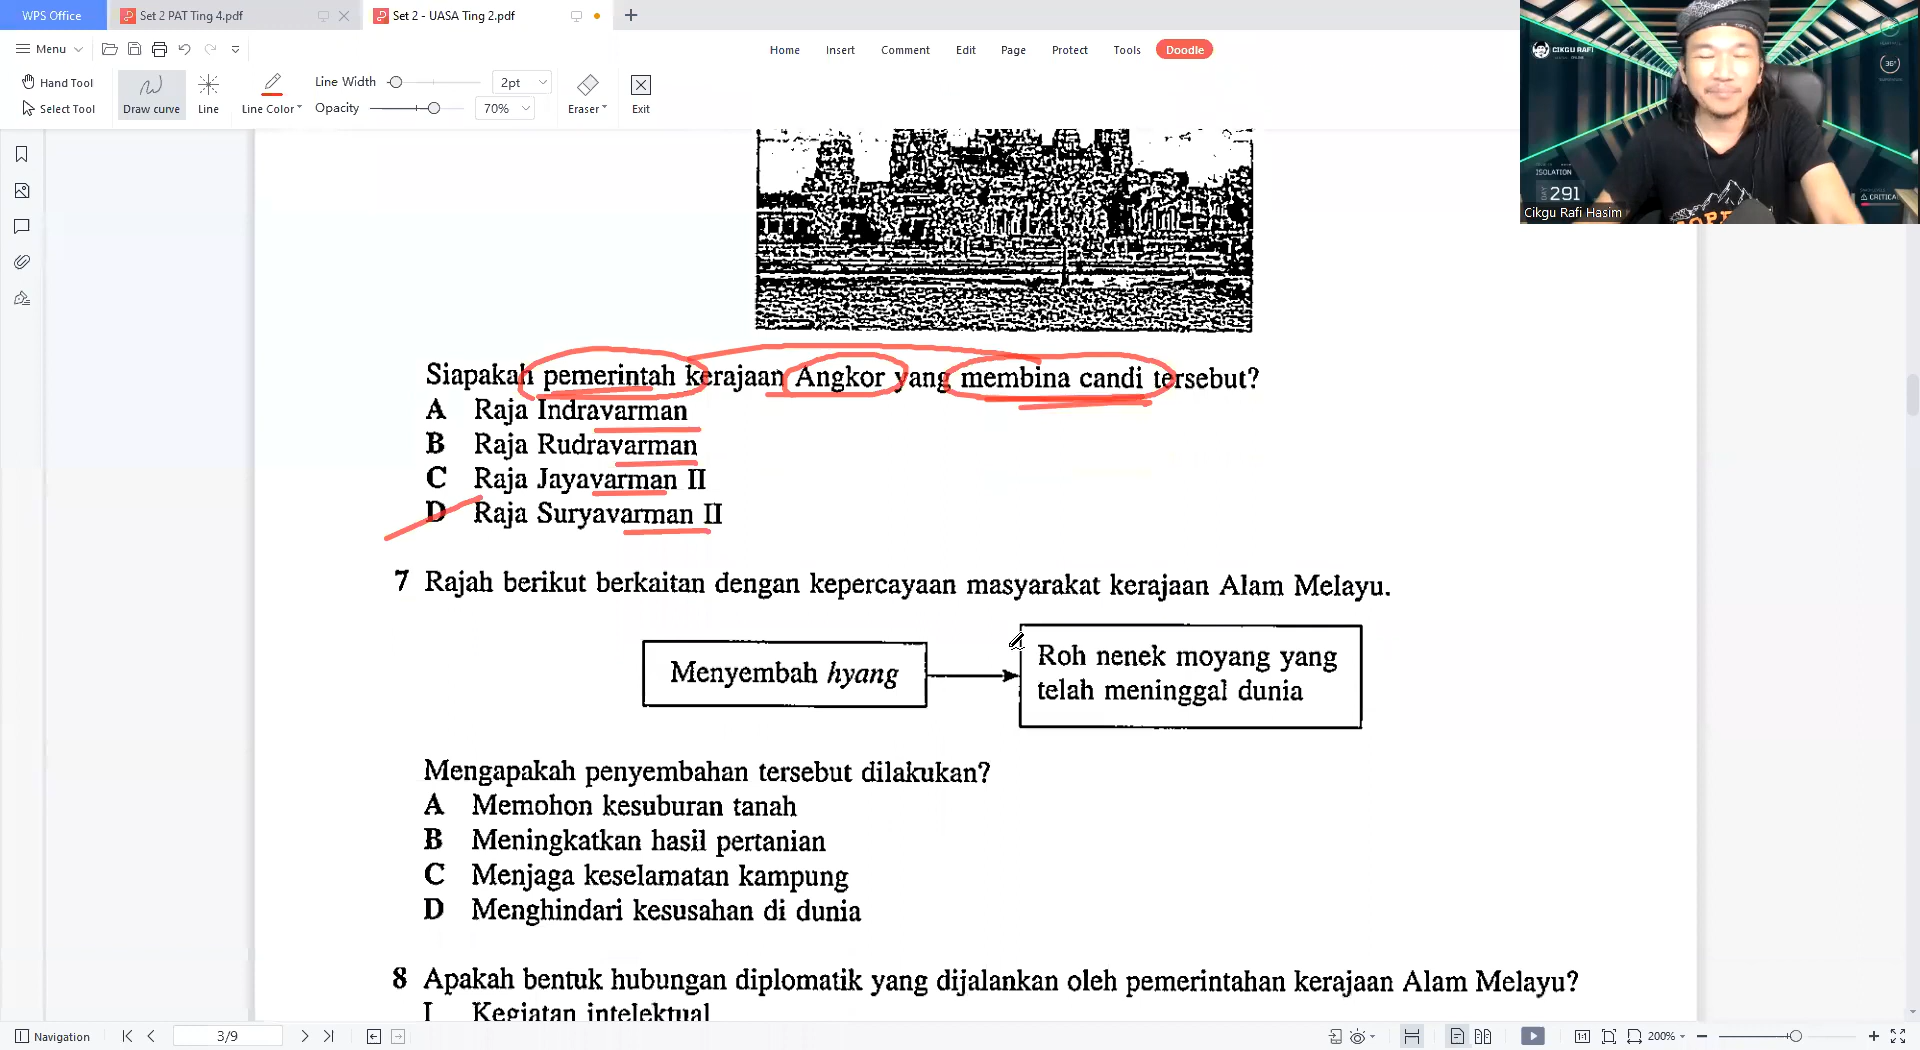 WPS Office
Set 2 PAT Ting 4.pdf
Set 2 - UASA Ting 2.pdf
Menu
Home Insert Comment Edit Page Protect Tools Doodle
Hand Tool
Select Tool
Draw curve
Line
Line Color
Line Width 2pt
Opacity 70%
Eraser
Exit
CIKGU RAFI
36°
ISOLATION
DAY 291
CRITICAL
Cikgu Rafi Hasim
Siapakah pemerintah kerajaan Angkor yang membina candi tersebut?
A Raja Indravarman
B Raja Rudravarman
C Raja Jayavarman II
D Raja Suryavarman II
7 Rajah berikut berkaitan dengan kepercayaan masyarakat kerajaan Alam Melayu.
Menyembah hyang
Roh nenek moyang yang
telah meninggal dunia
Mengapakah penyembahan tersebut dilakukan?
A Memohon kesuburan tanah
B Meningkatkan hasil pertanian
C Menjaga keselamatan kampung
D Menghindari kesusahan di dunia
8 Apakah bentuk hubungan diplomatik yang dijalankan oleh pemerintahan kerajaan Alam Melayu?
I Kegiatan intelektual
Navigation
3/9
200%